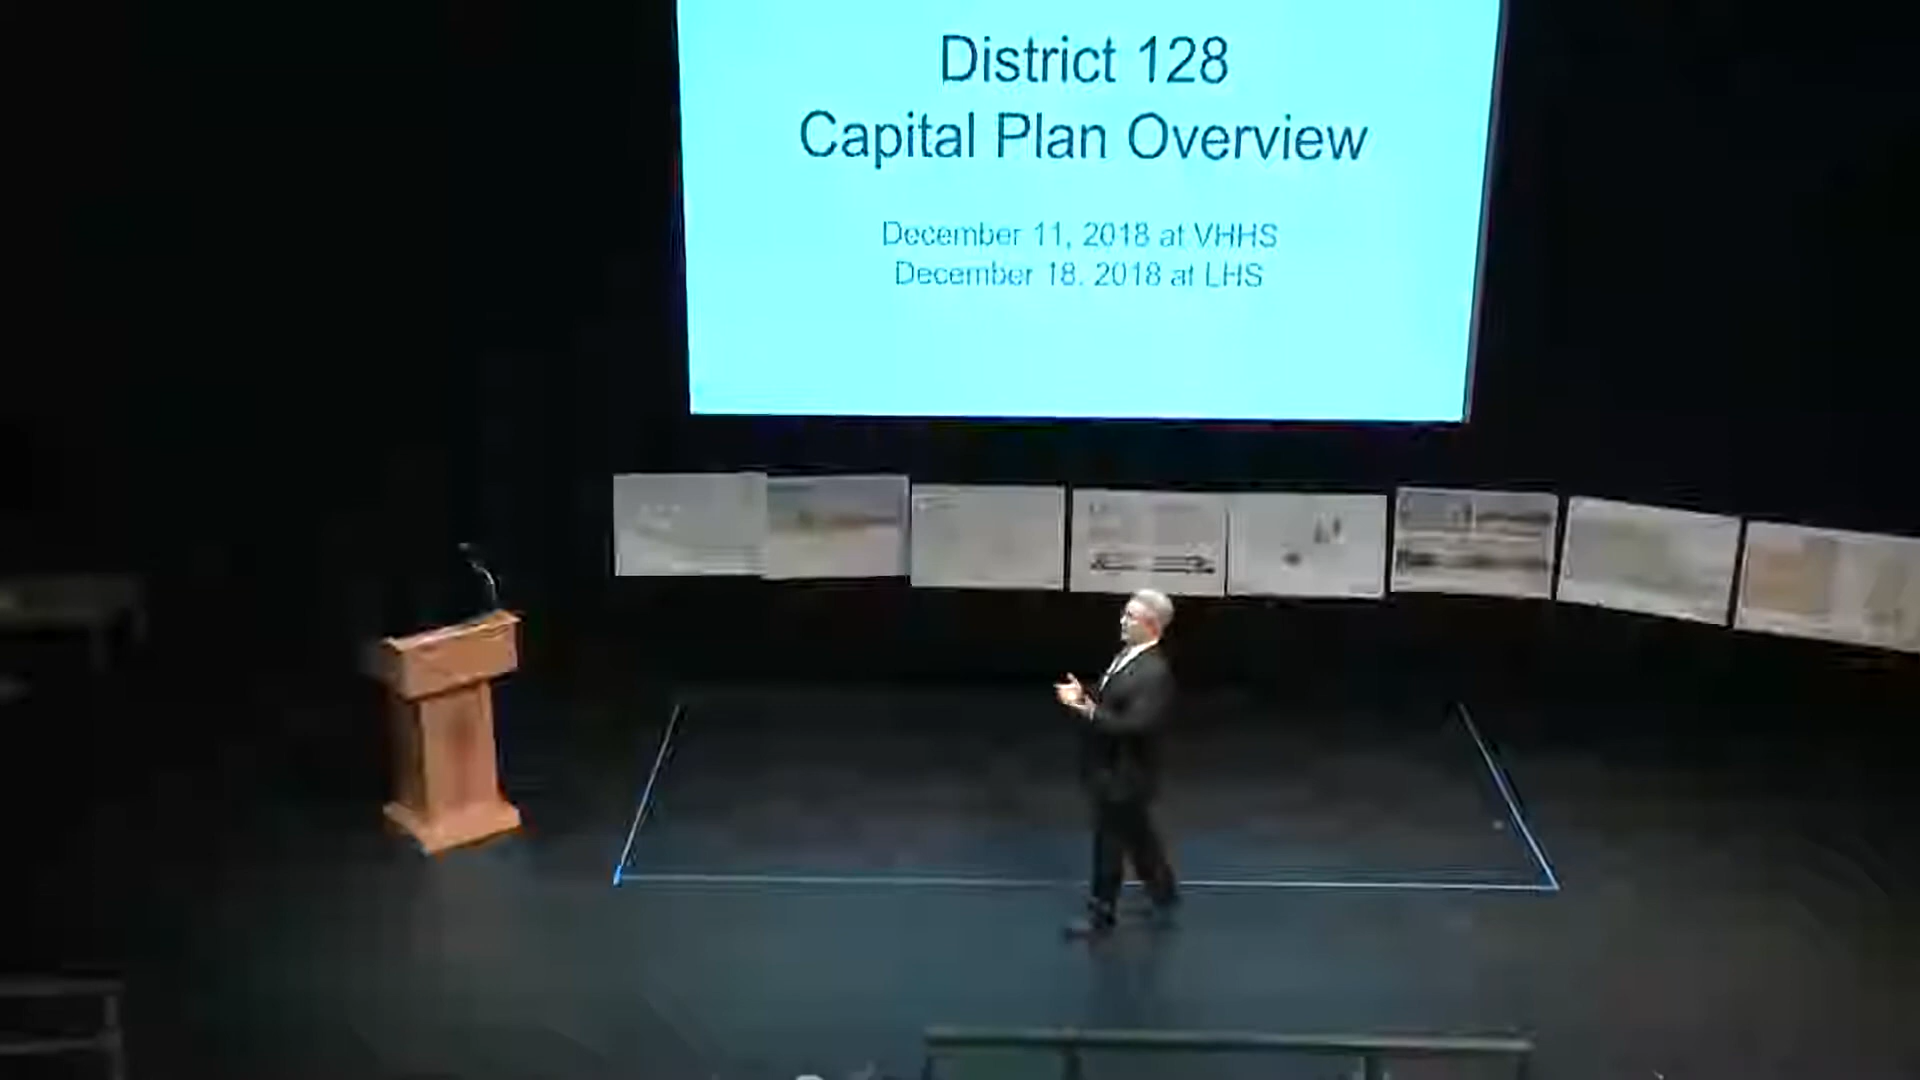 District 128
Capital Plan Overview
December 11, 2018 at VHHS
December 18, 2018 at LHS